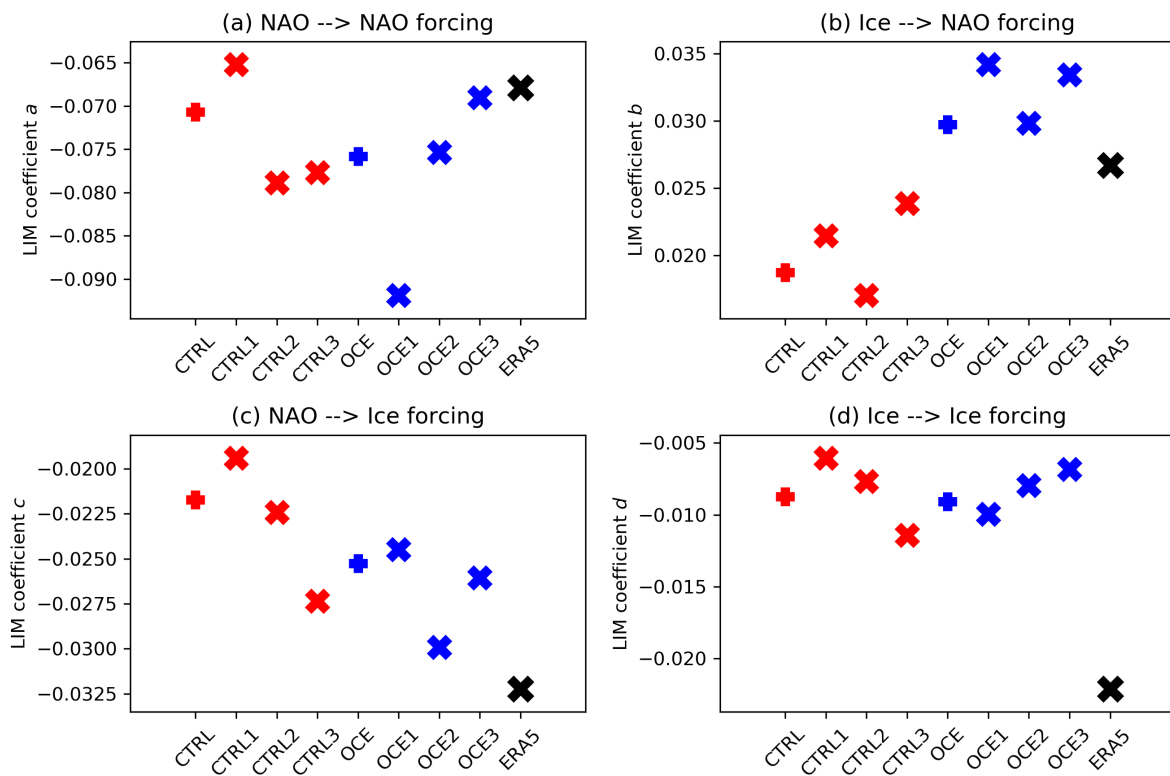 (a) NAO --> NAO forcing
LIM coefficient a
−0.065
−0.070
−0.075
−0.080
−0.085
−0.090
CTRL
CTRL1
CTRL2
CTRL3
OCE
OCE1
OCE2
OCE3
ERA5
(b) Ice --> NAO forcing
LIM coefficient b
0.035
0.030
0.025
0.020
CTRL
CTRL1
CTRL2
CTRL3
OCE
OCE1
OCE2
OCE3
ERA5
(c) NAO --> Ice forcing
LIM coefficient c
−0.0200
−0.0225
−0.0250
−0.0275
−0.0300
−0.0325
CTRL
CTRL1
CTRL2
CTRL3
OCE
OCE1
OCE2
OCE3
ERA5
(d) Ice --> Ice forcing
LIM coefficient d
−0.005
−0.010
−0.015
−0.020
CTRL
CTRL1
CTRL2
CTRL3
OCE
OCE1
OCE2
OCE3
ERA5